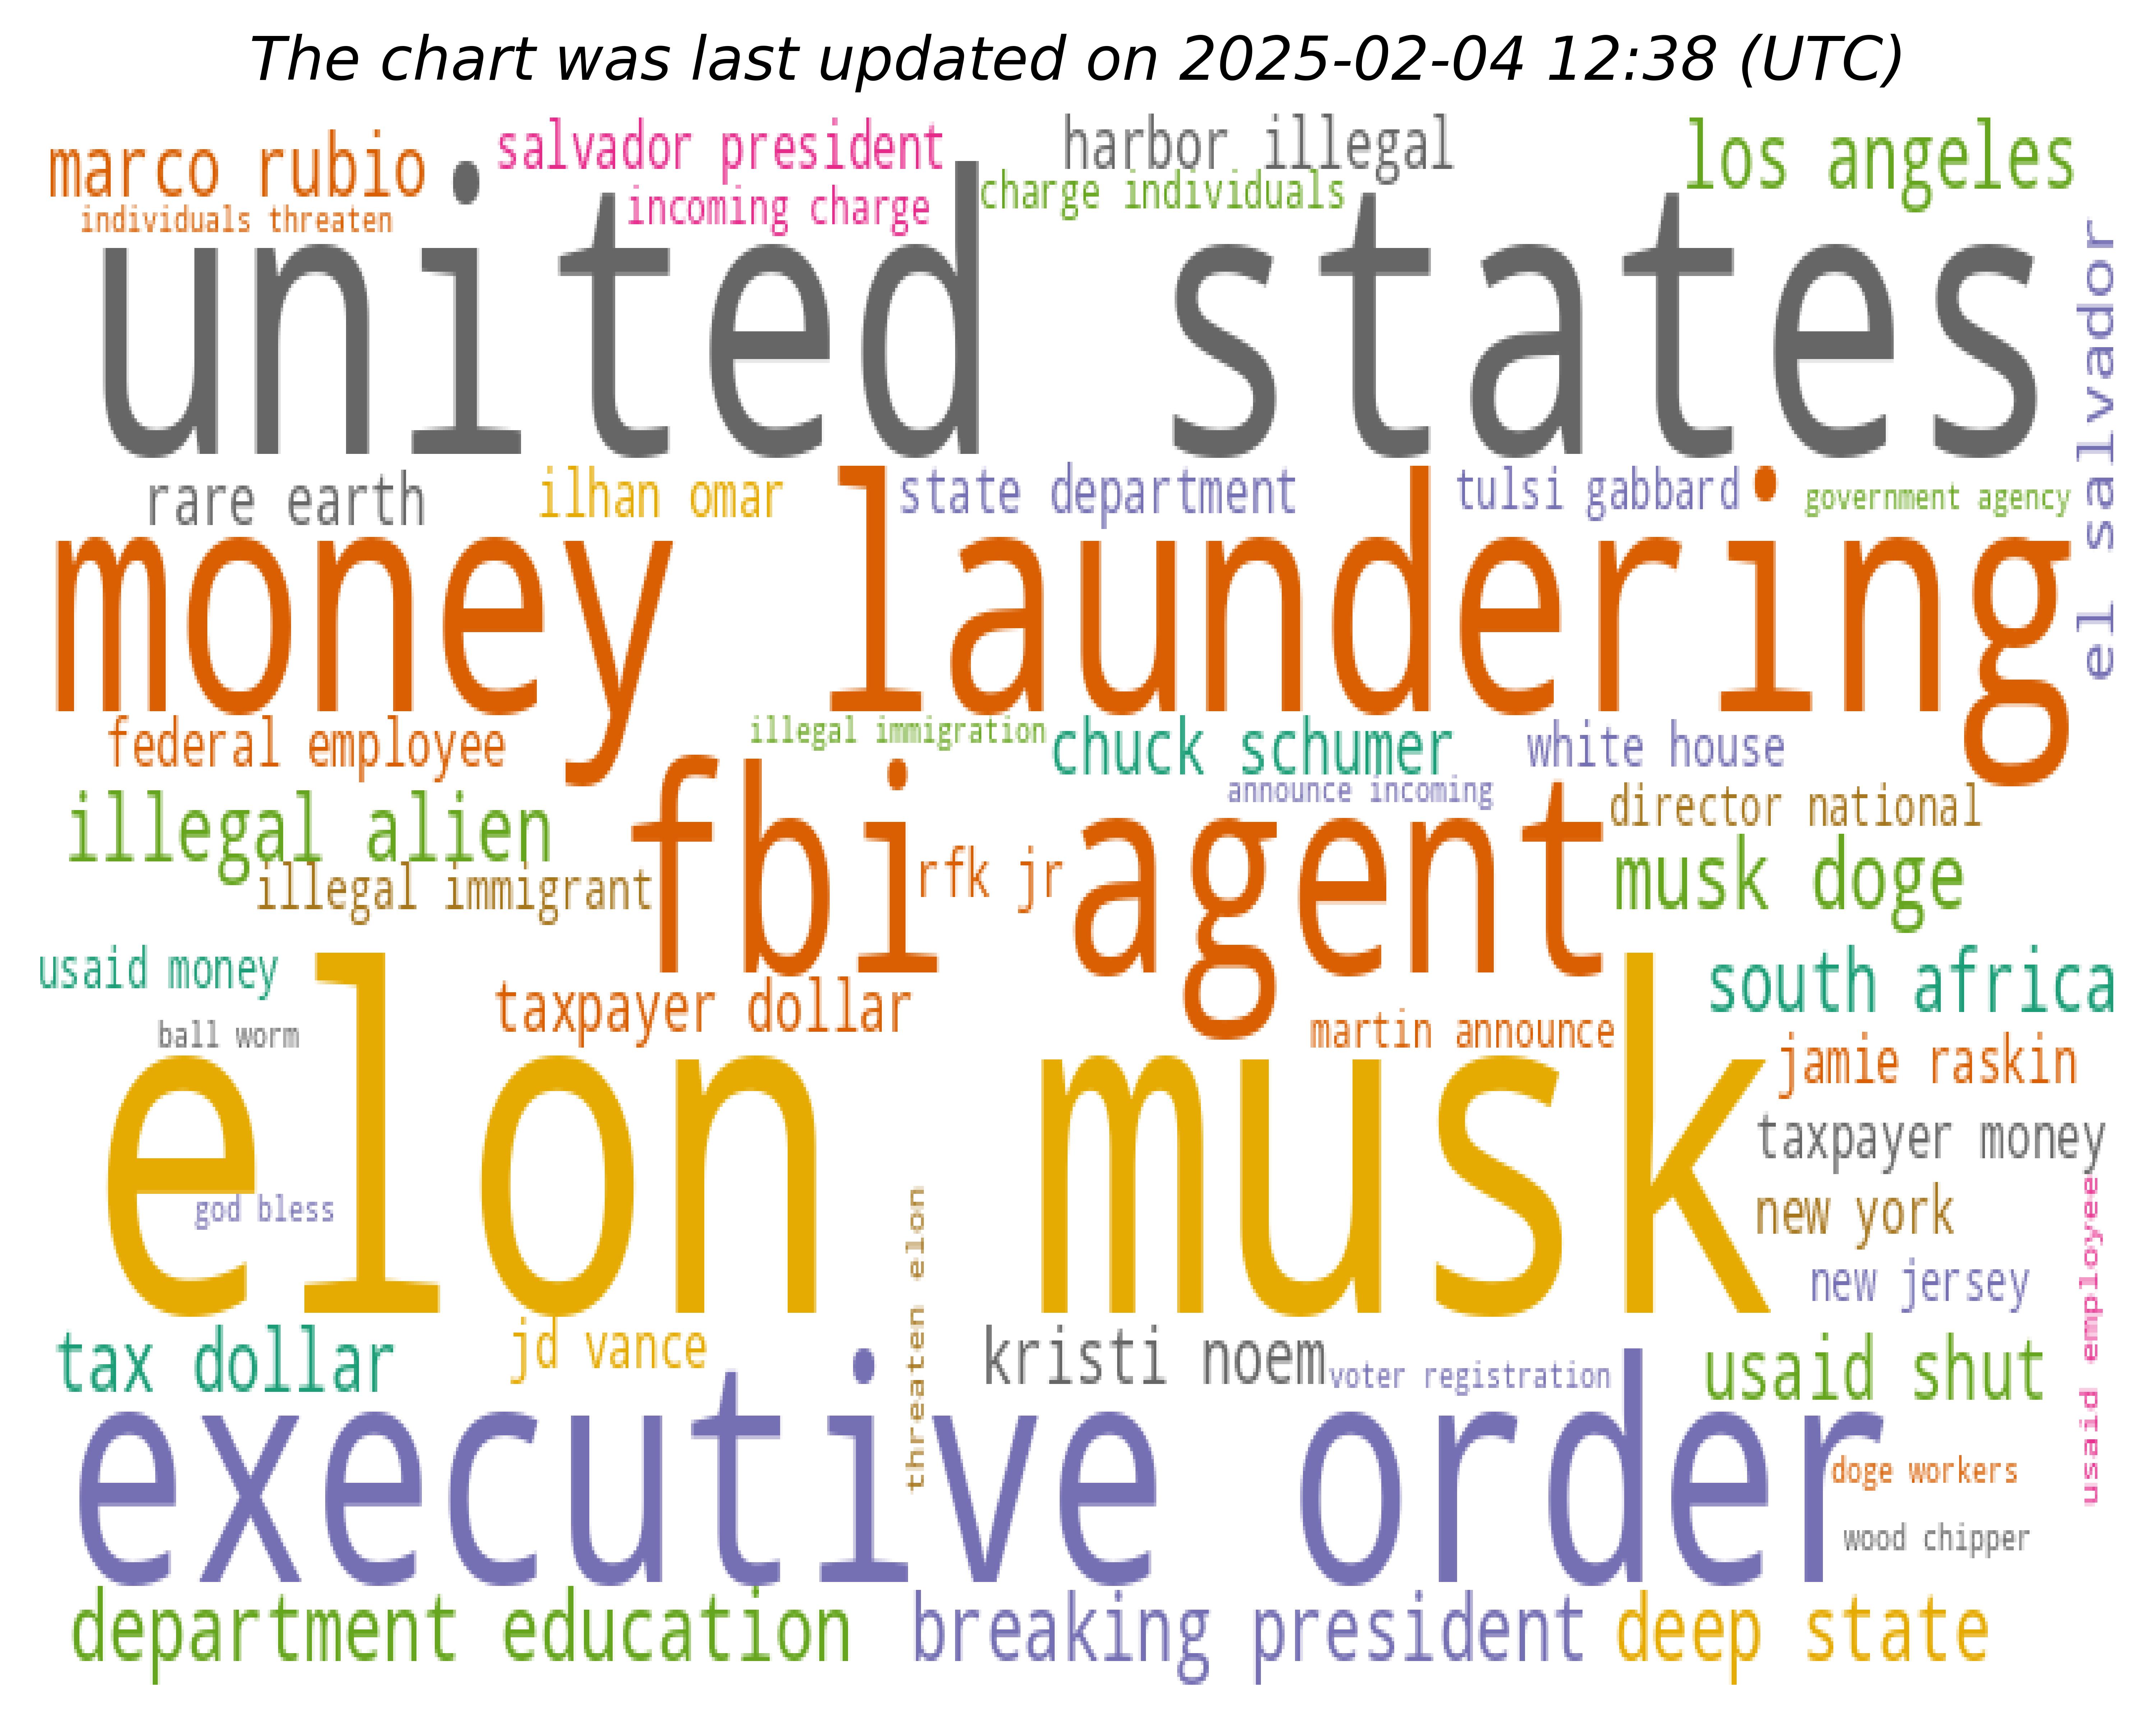 The chart was last updated on 2025-02-04 12:38 (UTC)
marco rubio
salvador president
harbor illegal
los angeles
individuals threaten
incoming charge
charge individuals
united states
el salvador
rare earth
ilhan omar
state department
tulsi gabbard
government agency
money laundering
federal employee
illegal immigration
chuck schumer
white house
announce incoming
director national
illegal alien
fbi agent
rfk jr
musk doge
illegal immigrant
usaid money
taxpayer dollar
south africa
ball worm
martin announce
jamie raskin
elon musk
taxpayer money
god bless
threaten elon
new york
usaid employee
new jersey
tax dollar
jd vance
kristi noem
voter registration
usaid shut
executive order
doge workers
wood chipper
department education
breaking president
deep state